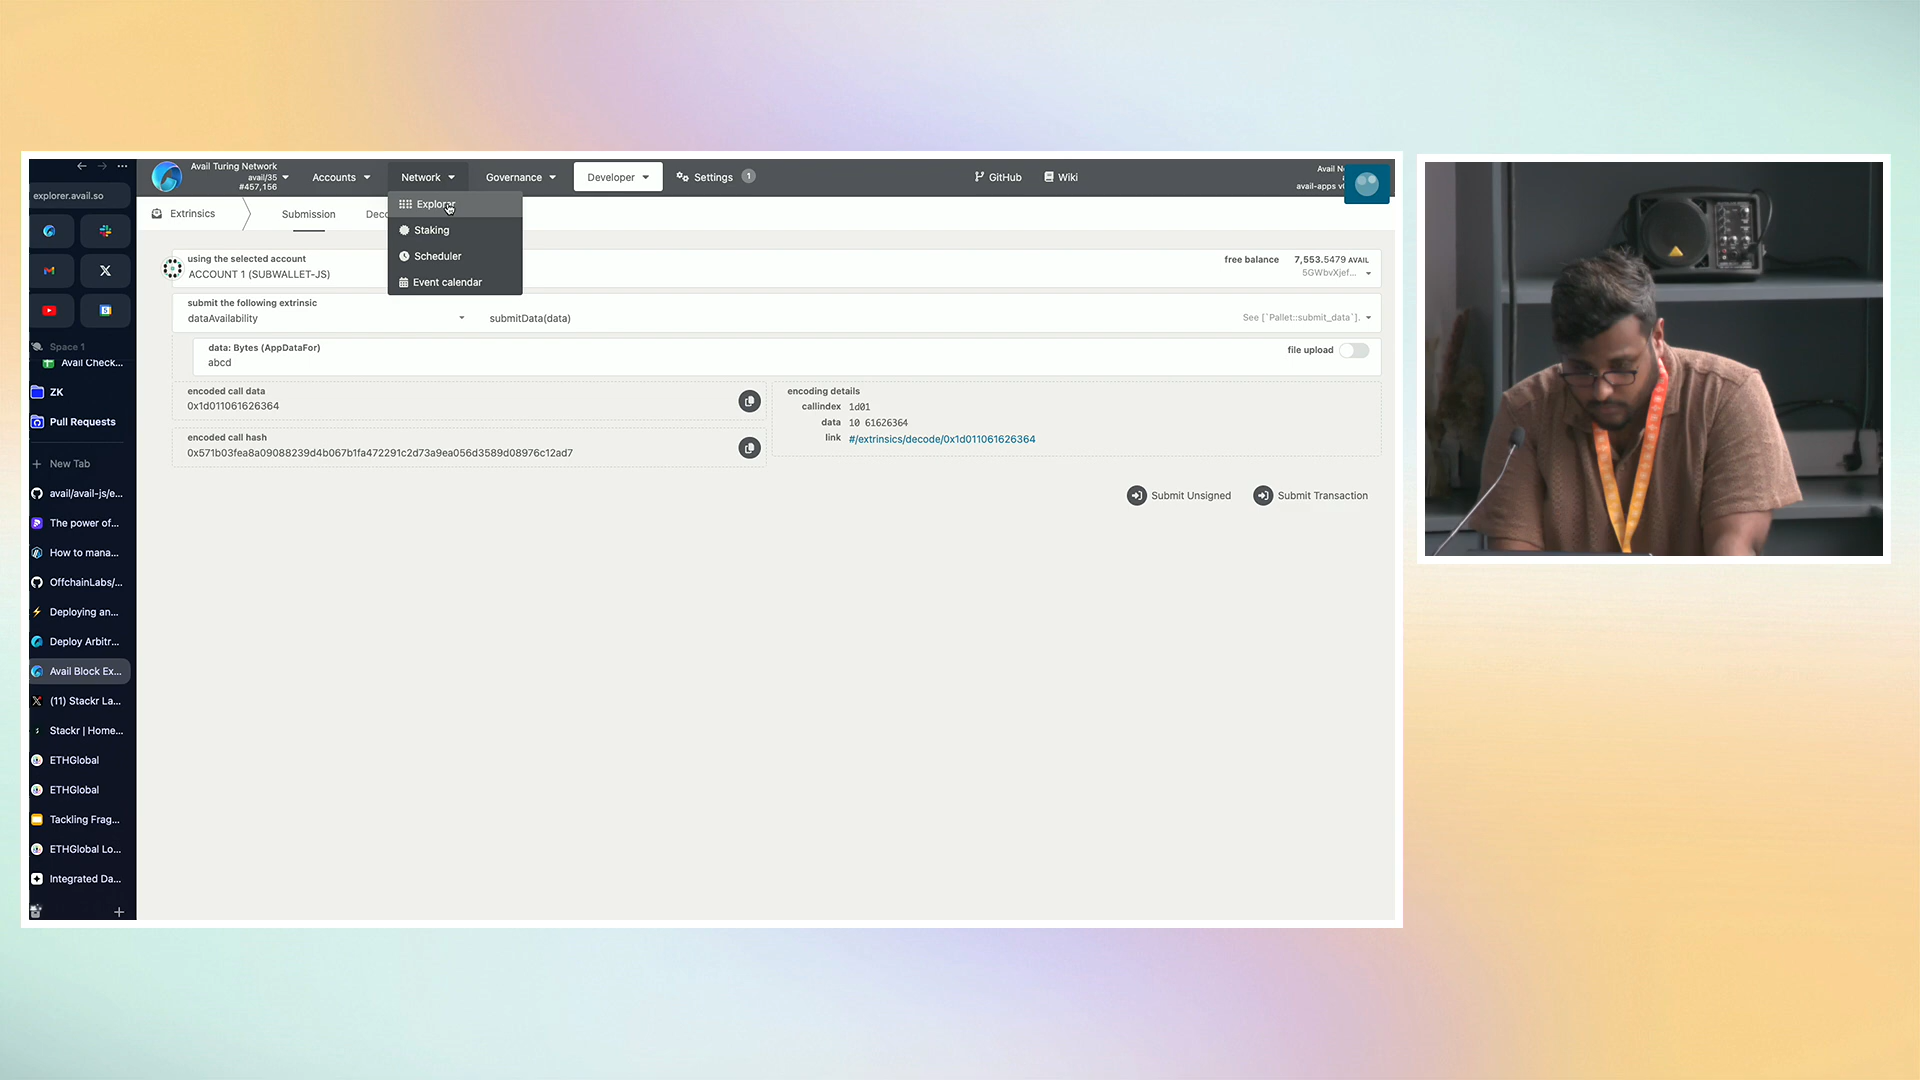 explorer.avail.so
Space 1
Avail Check...
ZK
Pull Requests
New Tab
avail/avail-js/e...
The power of...
How to mana...
OffchainLabs/...
Deploying an...
Deploy Arbitr...
Avail Block Ex...
(11) Stackr La...
Stackr | Home...
ETHGlobal
ETHGlobal
Tackling Frag...
ETHGlobal Lo...
Integrated Da...
Avail Turing Network
avail/35
#457,156
Accounts
Network
Governance
Developer
Settings
1
GitHub
Wiki
Avail N
avail-apps v
Explorer
Staking
Scheduler
Event calendar
Extrinsics
Submission
Deco
using the selected account
ACCOUNT 1 (SUBWALLET-JS)
free balance
7,553.5479 AVAIL
5GWbvXjef...
submit the following extrinsic
dataAvailability
submitData(data)
See [`Pallet::submit_data`].
data: Bytes (AppDataFor)
abcd
file upload
encoded call data
0x1d011061626364
encoded call hash
0x571b03fea8a09088239d4b067b1fa472291c2d73a9ea056d3589d08976c12ad7
encoding details
callindex 1d01
data 10 61626364
link #/extrinsics/decode/0x1d011061626364
Submit Unsigned
Submit Transaction